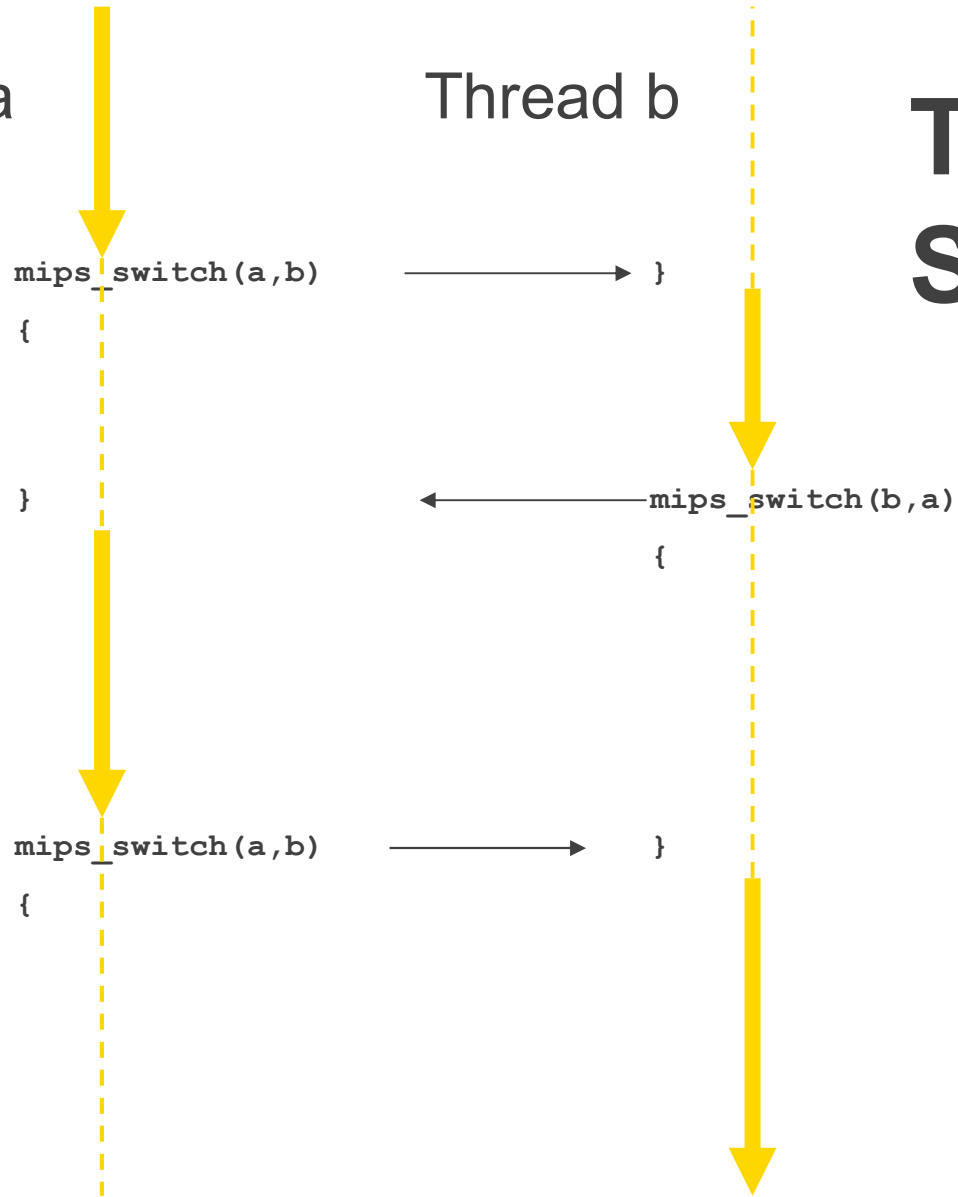 a
Thread b
T
S
mips_switch(a,b)
}
{
}
mips_switch(b,a)
{
mips_switch(a,b)
}
{